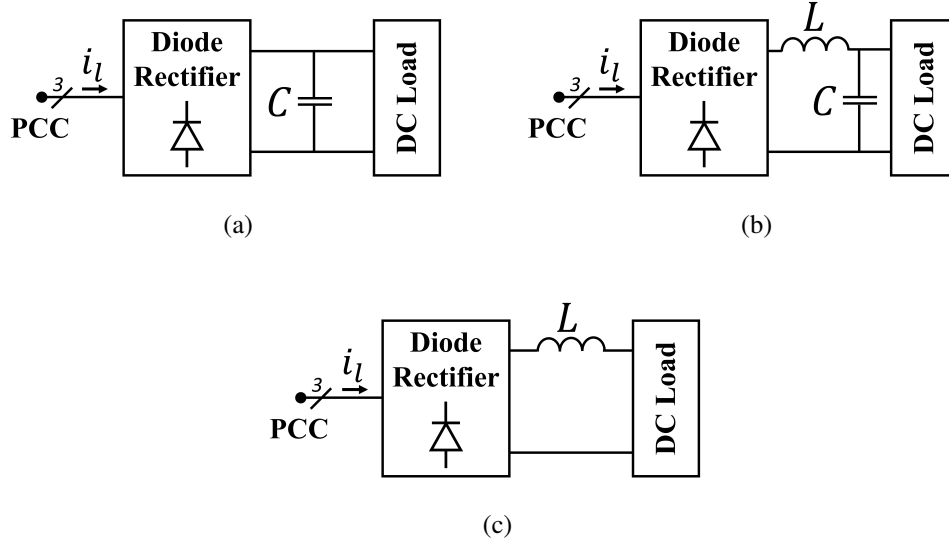 Diode
Rectifier
i_l
3
PCC
C
DC Load
(a)
Diode
Rectifier
i_l
3
PCC
L
C
DC Load
(b)
Diode
Rectifier
i_l
3
PCC
L
DC Load
(c)